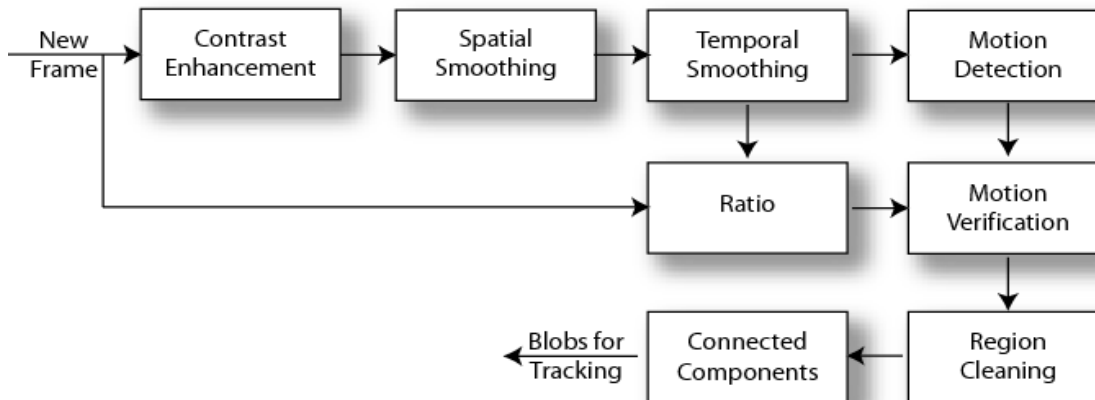 New
Frame
Contrast
Enhancement
Spatial
Smoothing
Temporal
Smoothing
Motion
Detection
Ratio
Motion
Verification
Blobs for
Tracking
Connected
Components
Region
Cleaning